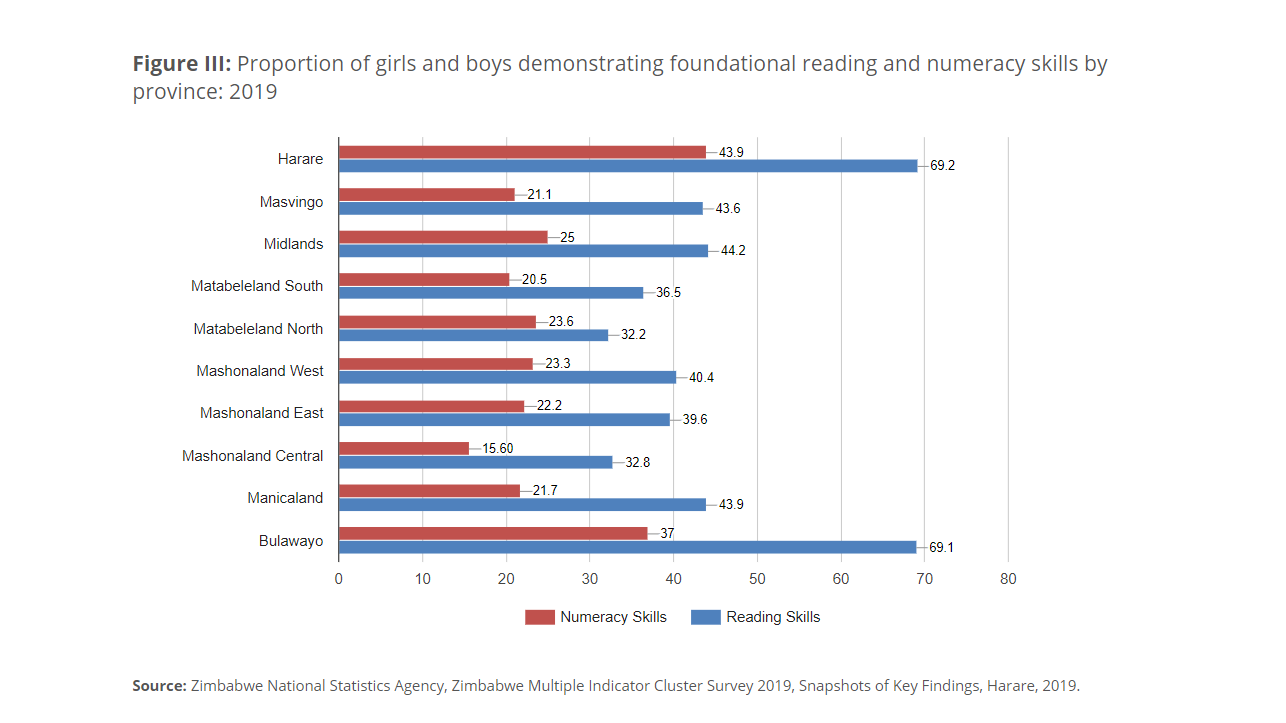 Figure III: Proportion of girls and boys demonstrating foundational reading and numeracy skills by
province: 2019
Harare
43.9
69.2
Masvingo
21.1
43.6
Midlands
25
44.2
Matabeleland South
20.5
36.5
Matabeleland North
23.6
32.2
Mashonaland West
23.3
40.4
Mashonaland East
22.2
39.6
Mashonaland Central
15.60
32.8
Manicaland
21.7
43.9
Bulawayo
37
69.1
0 10 20 30 40 50 60 70 80
Numeracy Skills Reading Skills
Source: Zimbabwe National Statistics Agency, Zimbabwe Multiple Indicator Cluster Survey 2019, Snapshots of Key Findings, Harare, 2019.